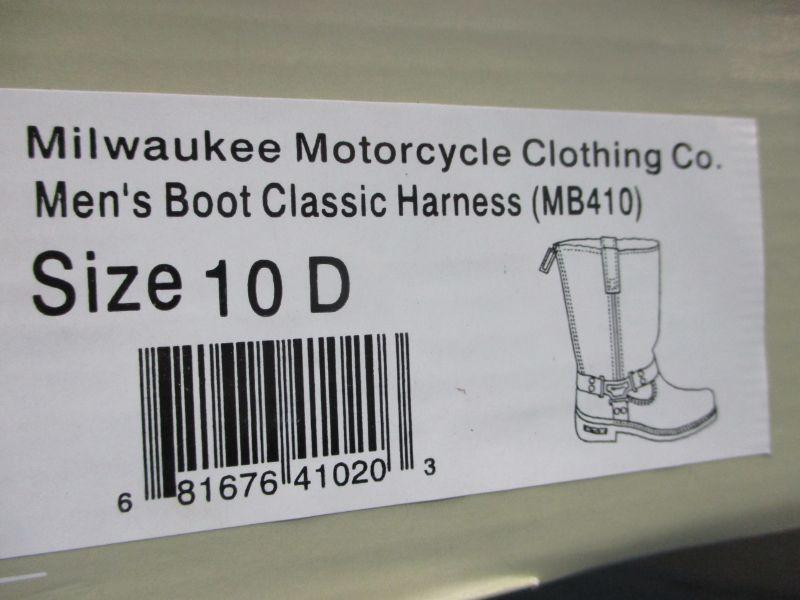 Milwaukee Motorcycle Clothing Co.
Men's Boot Classic Harness (MB410)
Size 10 D
6 81676 41020 3